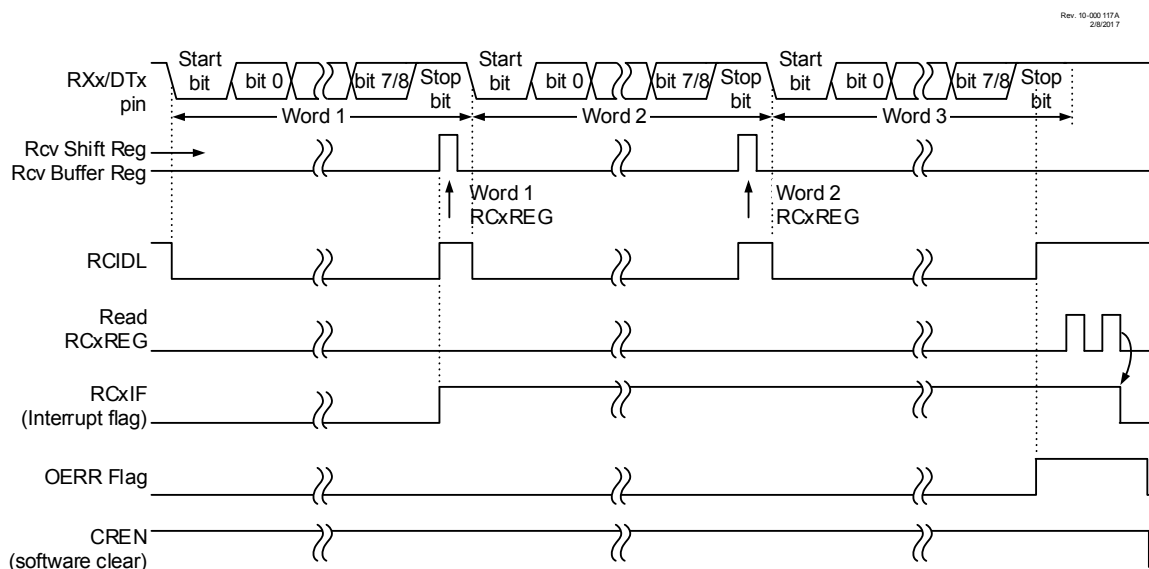 Rev. 10-000 117A
2/8/201 7
RXx/DTx
pin
Start
bit
bit 0
bit 7/8
Stop
bit
Start
bit
bit 0
bit 7/8
Stop
bit
Start
bit
bit 0
bit 7/8
Stop
bit
Word 1
Word 2
Word 3
Rcv Shift Reg
Rcv Buffer Reg
Word 1
RCxREG
Word 2
RCxREG
RCIDL
Read
RCxREG
RCxIF
(Interrupt flag)
OERR Flag
CREN
(software clear)